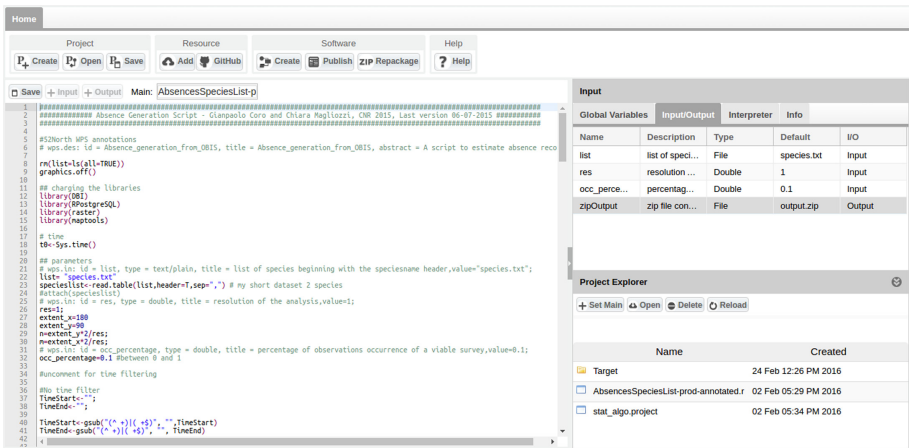 Home
Project
Resource
Software
Help
Create Open Save
Add GitHub
Create Publish ZIP Repackage
? Help
Save + Input + Output Main: AbsencesSpeciesList-p
1 ####################################################################################################
2 ############# Absence Generation Script - Gianpaolo Coro and Chiara Magliozzi, CNR 2015, Last version 06-07-2015 ###########
3 ####################################################################################################
4
5 #52North WPS annotations
6 # wps.des: id = Absence_generation_from_OBIS, title = Absence_generation_from_OBIS, abstract = A script to estimate absence reco
7
8 rm(list=ls(all=TRUE))
9 graphics.off()
10
11 ## charging the libraries
12 library(DBI)
13 library(RPostgreSQL)
14 library(raster)
15 library(maptools)
16
17 # time
18 t0<-Sys.time()
19
20 ## parameters
21 # wps.in: id = list, type = text/plain, title = list of species beginning with the speciesname header,value="species.txt";
22 list= "species.txt"
23 specieslist<-read.table(list,header=T,sep=",") # my short dataset 2 species
24 #attach(specieslist)
25 # wps.in: id = res, type = double, title = resolution of the analysis,value=1;
26 res=1;
27 extent_x=180
28 extent_y=90
29 n=extent_y*2/res;
30 m=extent_x*2/res;
31 # wps.in: id = occ_percentage, type = double, title = percentage of observations occurrence of a viable survey,value=0.1;
32 occ_percentage=0.1 #between 0 and 1
33
34 #uncomment for time filtering
35
36 #No time filter
37 TimeStart<-"";
38 TimeEnd<-"";
39
40 TimeStart<-gsub("(^ +)|( +$)", "",TimeStart)
41 TimeEnd<-gsub("(^ +)|( +$)", "", TimeEnd)
42
43
Input
Global Variables Input/Output Interpreter Info
Name Description Type Default I/O
list list of speci... File species.txt Input
res resolution ... Double 1 Input
occ_perce... percentag... Double 0.1 Input
zipOutput zip file con... File output.zip Output
Project Explorer
+ Set Main Open Delete Reload
Name Created
Target 24 Feb 12:26 PM 2016
AbsencesSpeciesList-prod-annotated.r 02 Feb 05:29 PM 2016
stat_algo.project 02 Feb 05:34 PM 2016